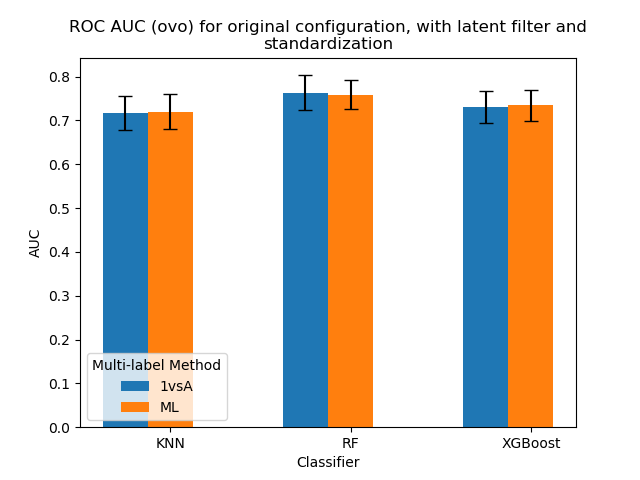 ROC AUC (ovo) for original configuration, with latent filter and
standardization
0.8
0.7
0.6
0.5
0.4
0.3
0.2
0.1
0.0
AUC
Multi-label Method
1vsA
ML
KNN
RF
XGBoost
Classifier